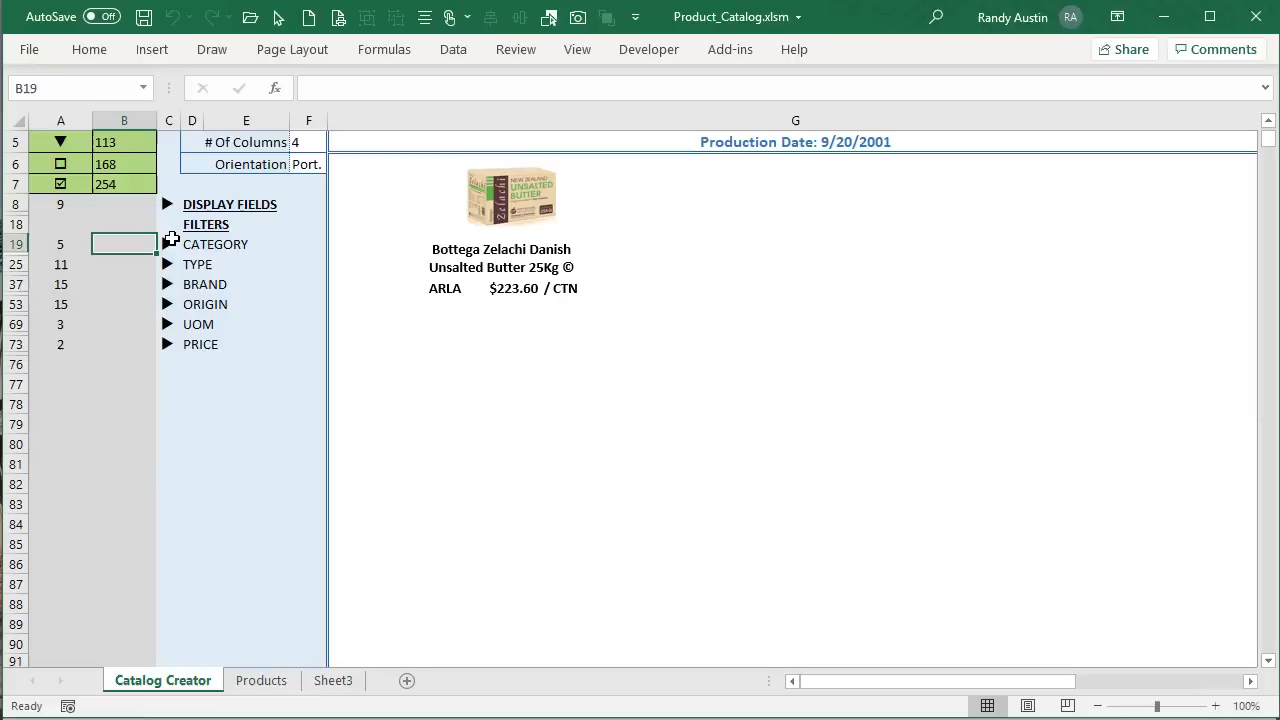 AutoSave Off Product_Catalog.xlsm Randy Austin RA
File Home Insert Draw Page Layout Formulas Data Review View Developer Add-ins Help Share Comments
B19 fx
A B C D E F G
5 ▼ 113 # Of Columns 4 Production Date: 9/20/2001
6 ☐ 168 Orientation Port.
7 ☑ 254
8 9 ▶ DISPLAY FIELDS
18 FILTERS
19 5 ▶ CATEGORY
25 11 ▶ TYPE
37 15 ▶ BRAND
53 15 ▶ ORIGIN
69 3 ▶ UOM
73 2 ▶ PRICE
76
77
78
79
80
81
82
83
84
85
86
87
88
89
90
91
Zelachi NEW ZEALAND
UNSALTED
BUTTER
Bottega Zelachi Danish
Unsalted Butter 25Kg ©
ARLA $223.60 / CTN
Catalog Creator Products Sheet3
Ready 100%